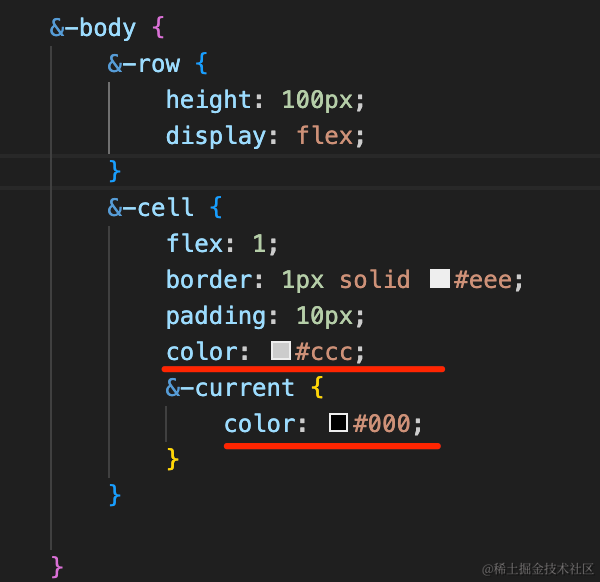 &-body {
&-row {
height: 100px;
display: flex;
}
&-cell {
flex: 1;
border: 1px solid #eee;
padding: 10px;
color: #ccc;
&-current {
color: #000;
}
}
}
@稀土掘金技术社区